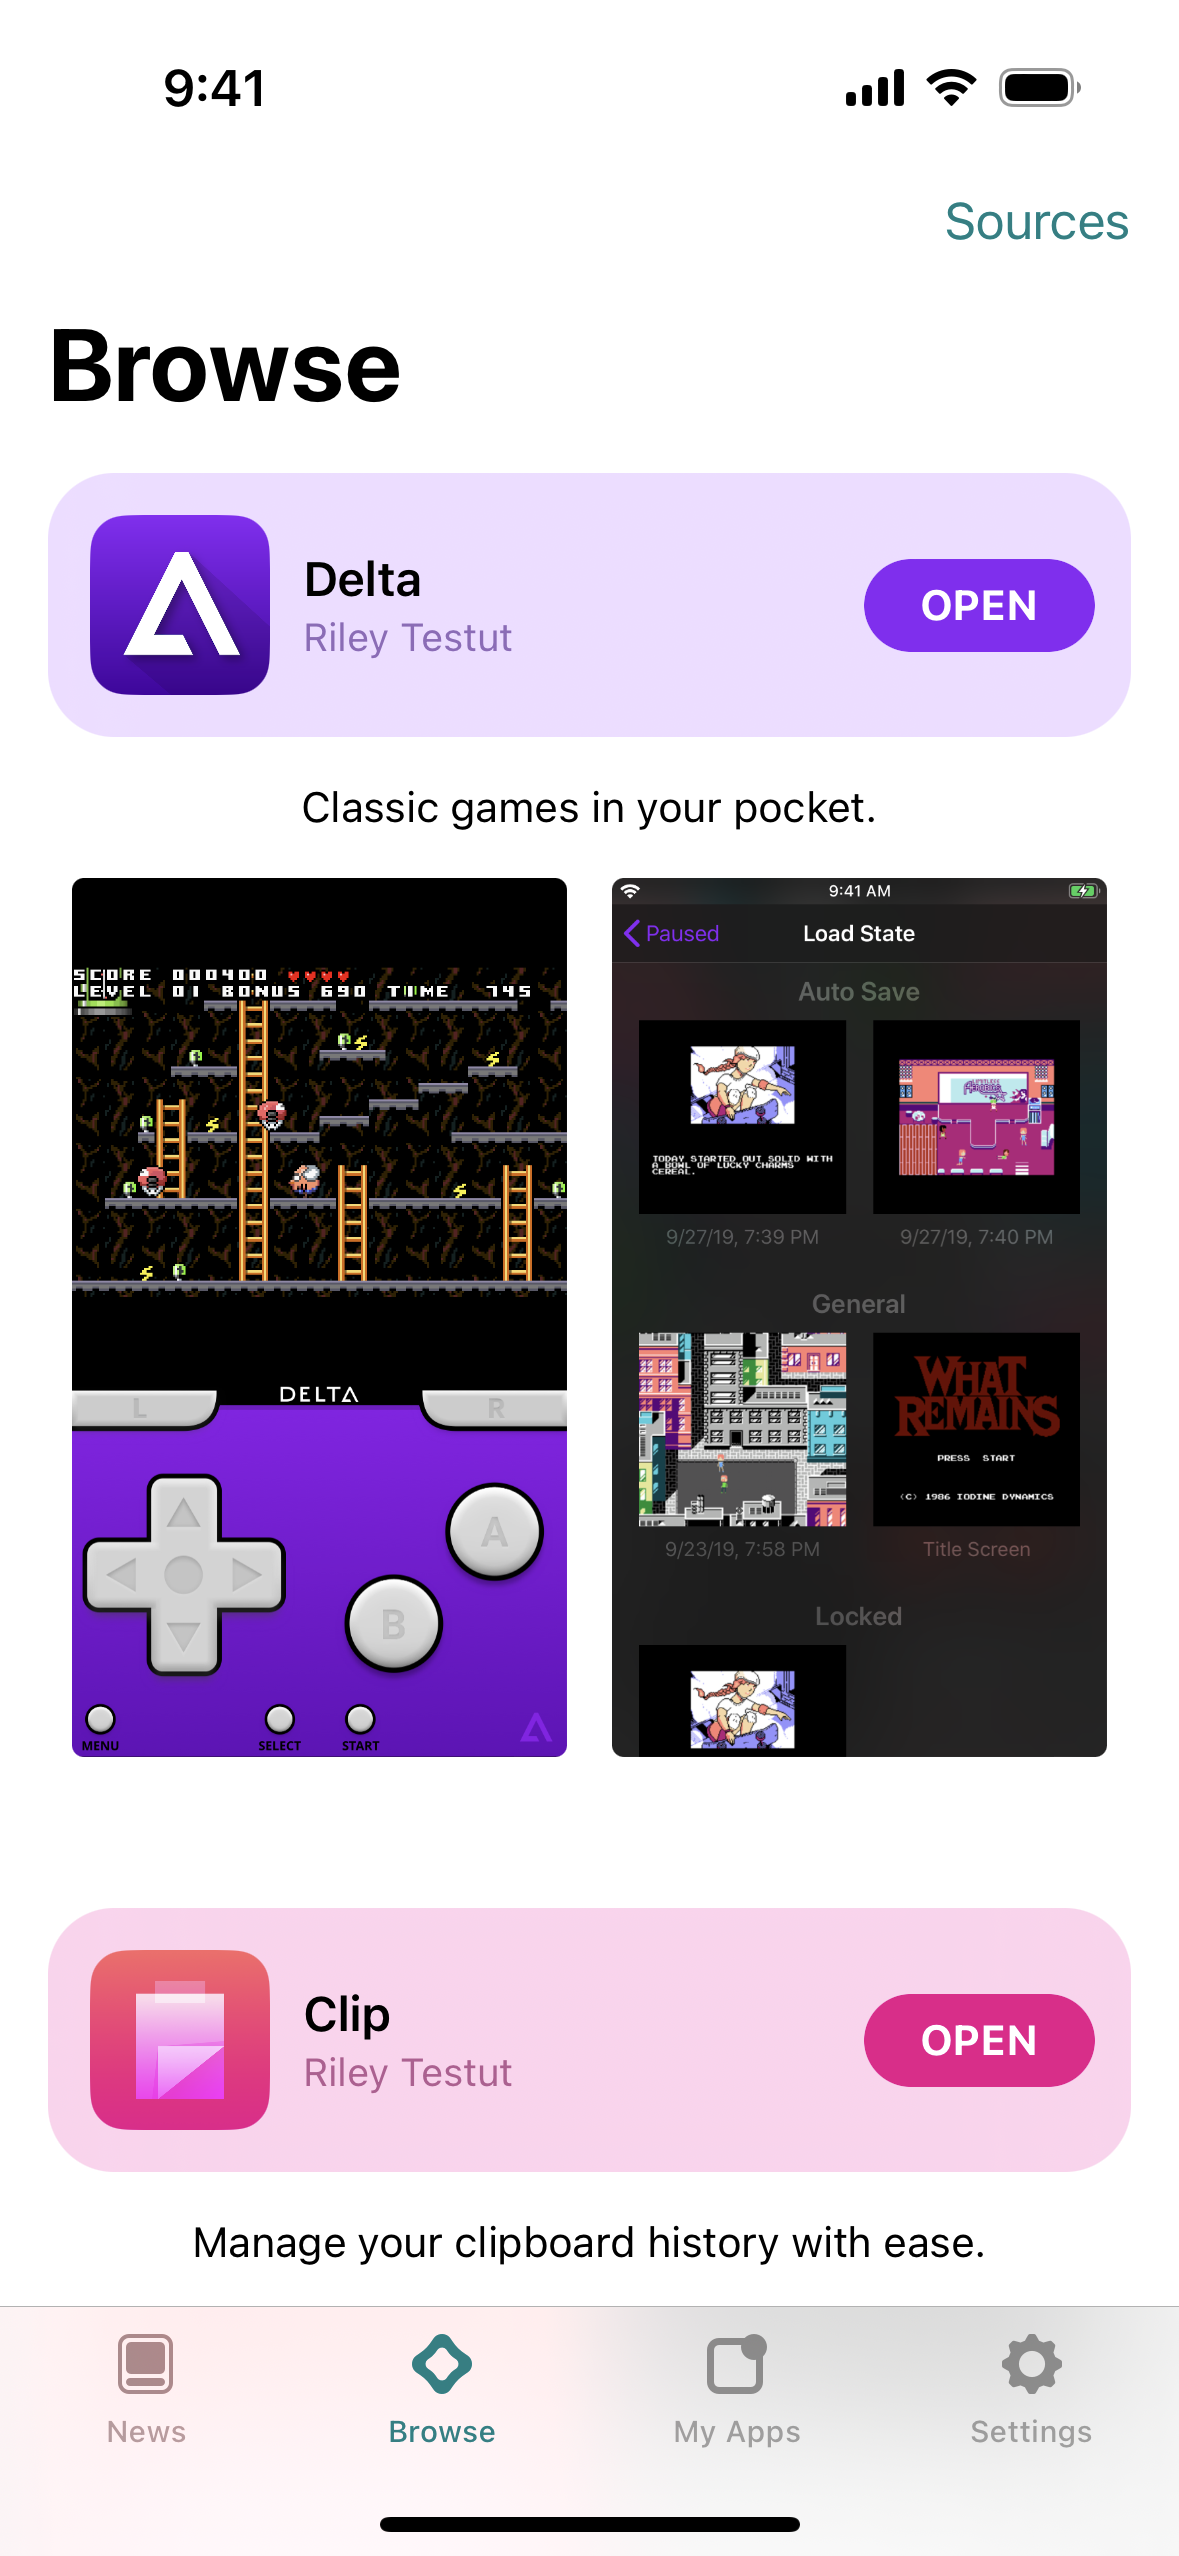 9:41
Sources
Browse
Delta
Riley Testut
OPEN
Classic games in your pocket.
SCORE 000400
LEVEL 01 BONUS 690 TIME 745
DELTA
L
R
A
B
MENU
SELECT
START
9:41 AM
Paused
Load State
Auto Save
TODAY STARTED OUT SOLID WITH
A BOWL OF LUCKY CHARMS
CEREAL.
9/27/19, 7:39 PM
9/27/19, 7:40 PM
General
WHAT
REMAINS
PRESS START
(C) 1986 IODINE DYNAMICS
9/23/19, 7:58 PM
Title Screen
Locked
Clip
Riley Testut
OPEN
Manage your clipboard history with ease.
News
Browse
My Apps
Settings